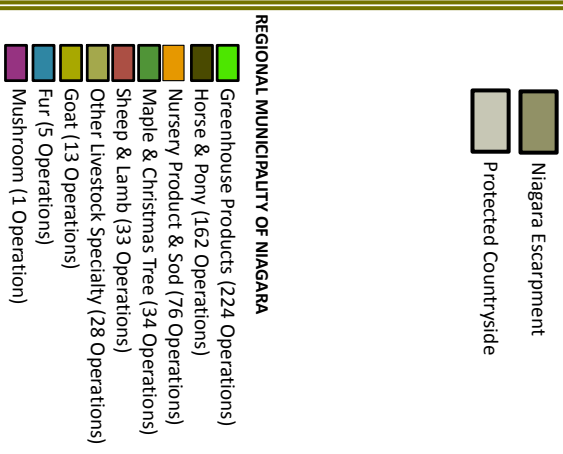 Niagara Escarpment
Protected Countryside
REGIONAL MUNICIPALITY OF NIAGARA
Greenhouse Products (224 Operations)
Horse & Pony (162 Operations)
Nursery Product & Sod (76 Operations)
Maple & Christmas Tree (34 Operations)
Sheep & Lamb (33 Operations)
Other Livestock Specialty (28 Operations)
Goat (13 Operations)
Fur (5 Operations)
Mushroom (1 Operation)